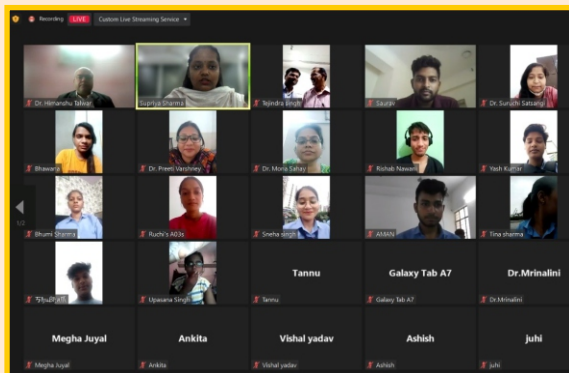 Recording LIVE Custom Live Streaming Service
Dr. Himanshu Talwar
Supriya Sharma
Tejindra Singh
Saurav
Dr. Suruchi Satsangi
Bhawana
Dr. Preeti Varshney
Dr. Moria Sahay
Rishab Nawani
Yash Kumar
1/2
Bhumi Sharma
Ruchi's A03s
Sneha singh
AMAN
Tina sharma
Upasana Singh
Tannu
Tannu
Galaxy Tab A7
Galaxy Tab A7
Dr.Mrinalini
Dr.Mrinalini
Megha Juyal
Megha Juyal
Ankita
Ankita
Vishal yadav
Vishal yadav
Ashish
Ashish
juhi
juhi